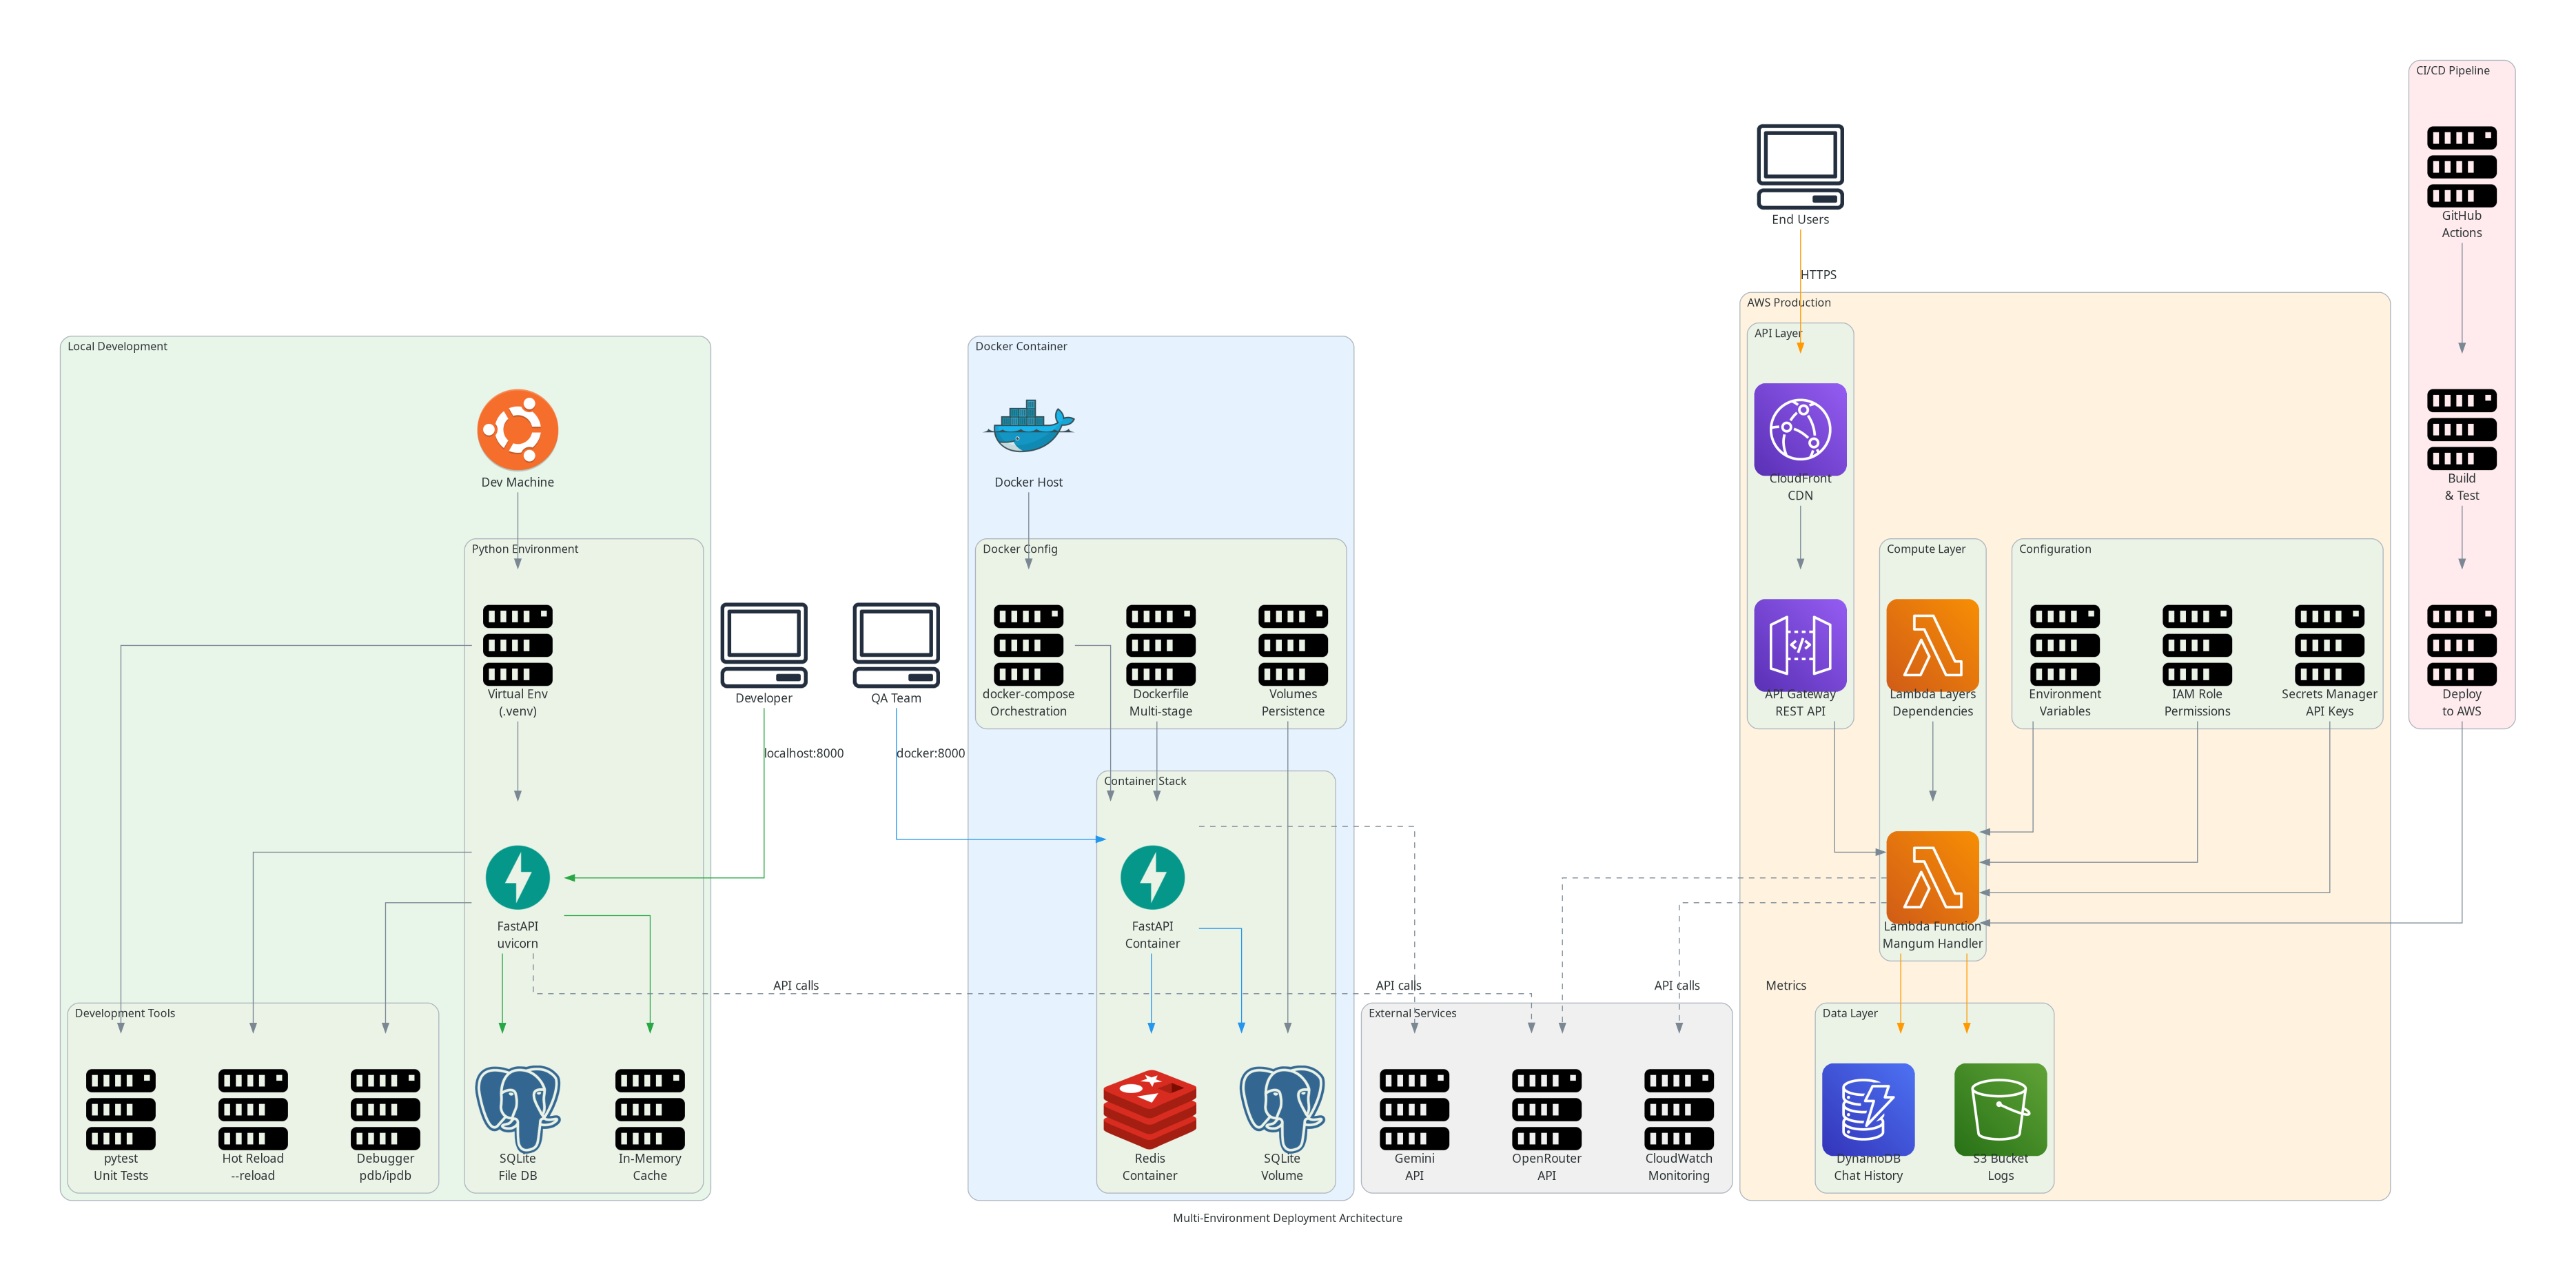 CI/CD Pipeline
GitHub
Actions
Build
& Test
Deploy
to AWS
End Users
HTTPS
AWS Production
API Layer
CloudFront
CDN
API Gateway
REST API
Compute Layer
Lambda Layers
Dependencies
Lambda Function
Mangum Handler
Configuration
Environment
Variables
IAM Role
Permissions
Secrets Manager
API Keys
Metrics
Data Layer
DynamoDB
Chat History
S3 Bucket
Logs
Local Development
Dev Machine
Python Environment
Virtual Env
(.venv)
FastAPI
uvicorn
SQLite
File DB
In-Memory
Cache
Development Tools
pytest
Unit Tests
Hot Reload
--reload
Debugger
pdb/ipdb
Developer
localhost:8000
QA Team
docker:8000
API calls
Docker Container
Docker Host
Docker Config
docker-compose
Orchestration
Dockerfile
Multi-stage
Volumes
Persistence
Container Stack
FastAPI
Container
Redis
Container
SQLite
Volume
API calls
API calls
External Services
Gemini
API
OpenRouter
API
CloudWatch
Monitoring
Multi-Environment Deployment Architecture